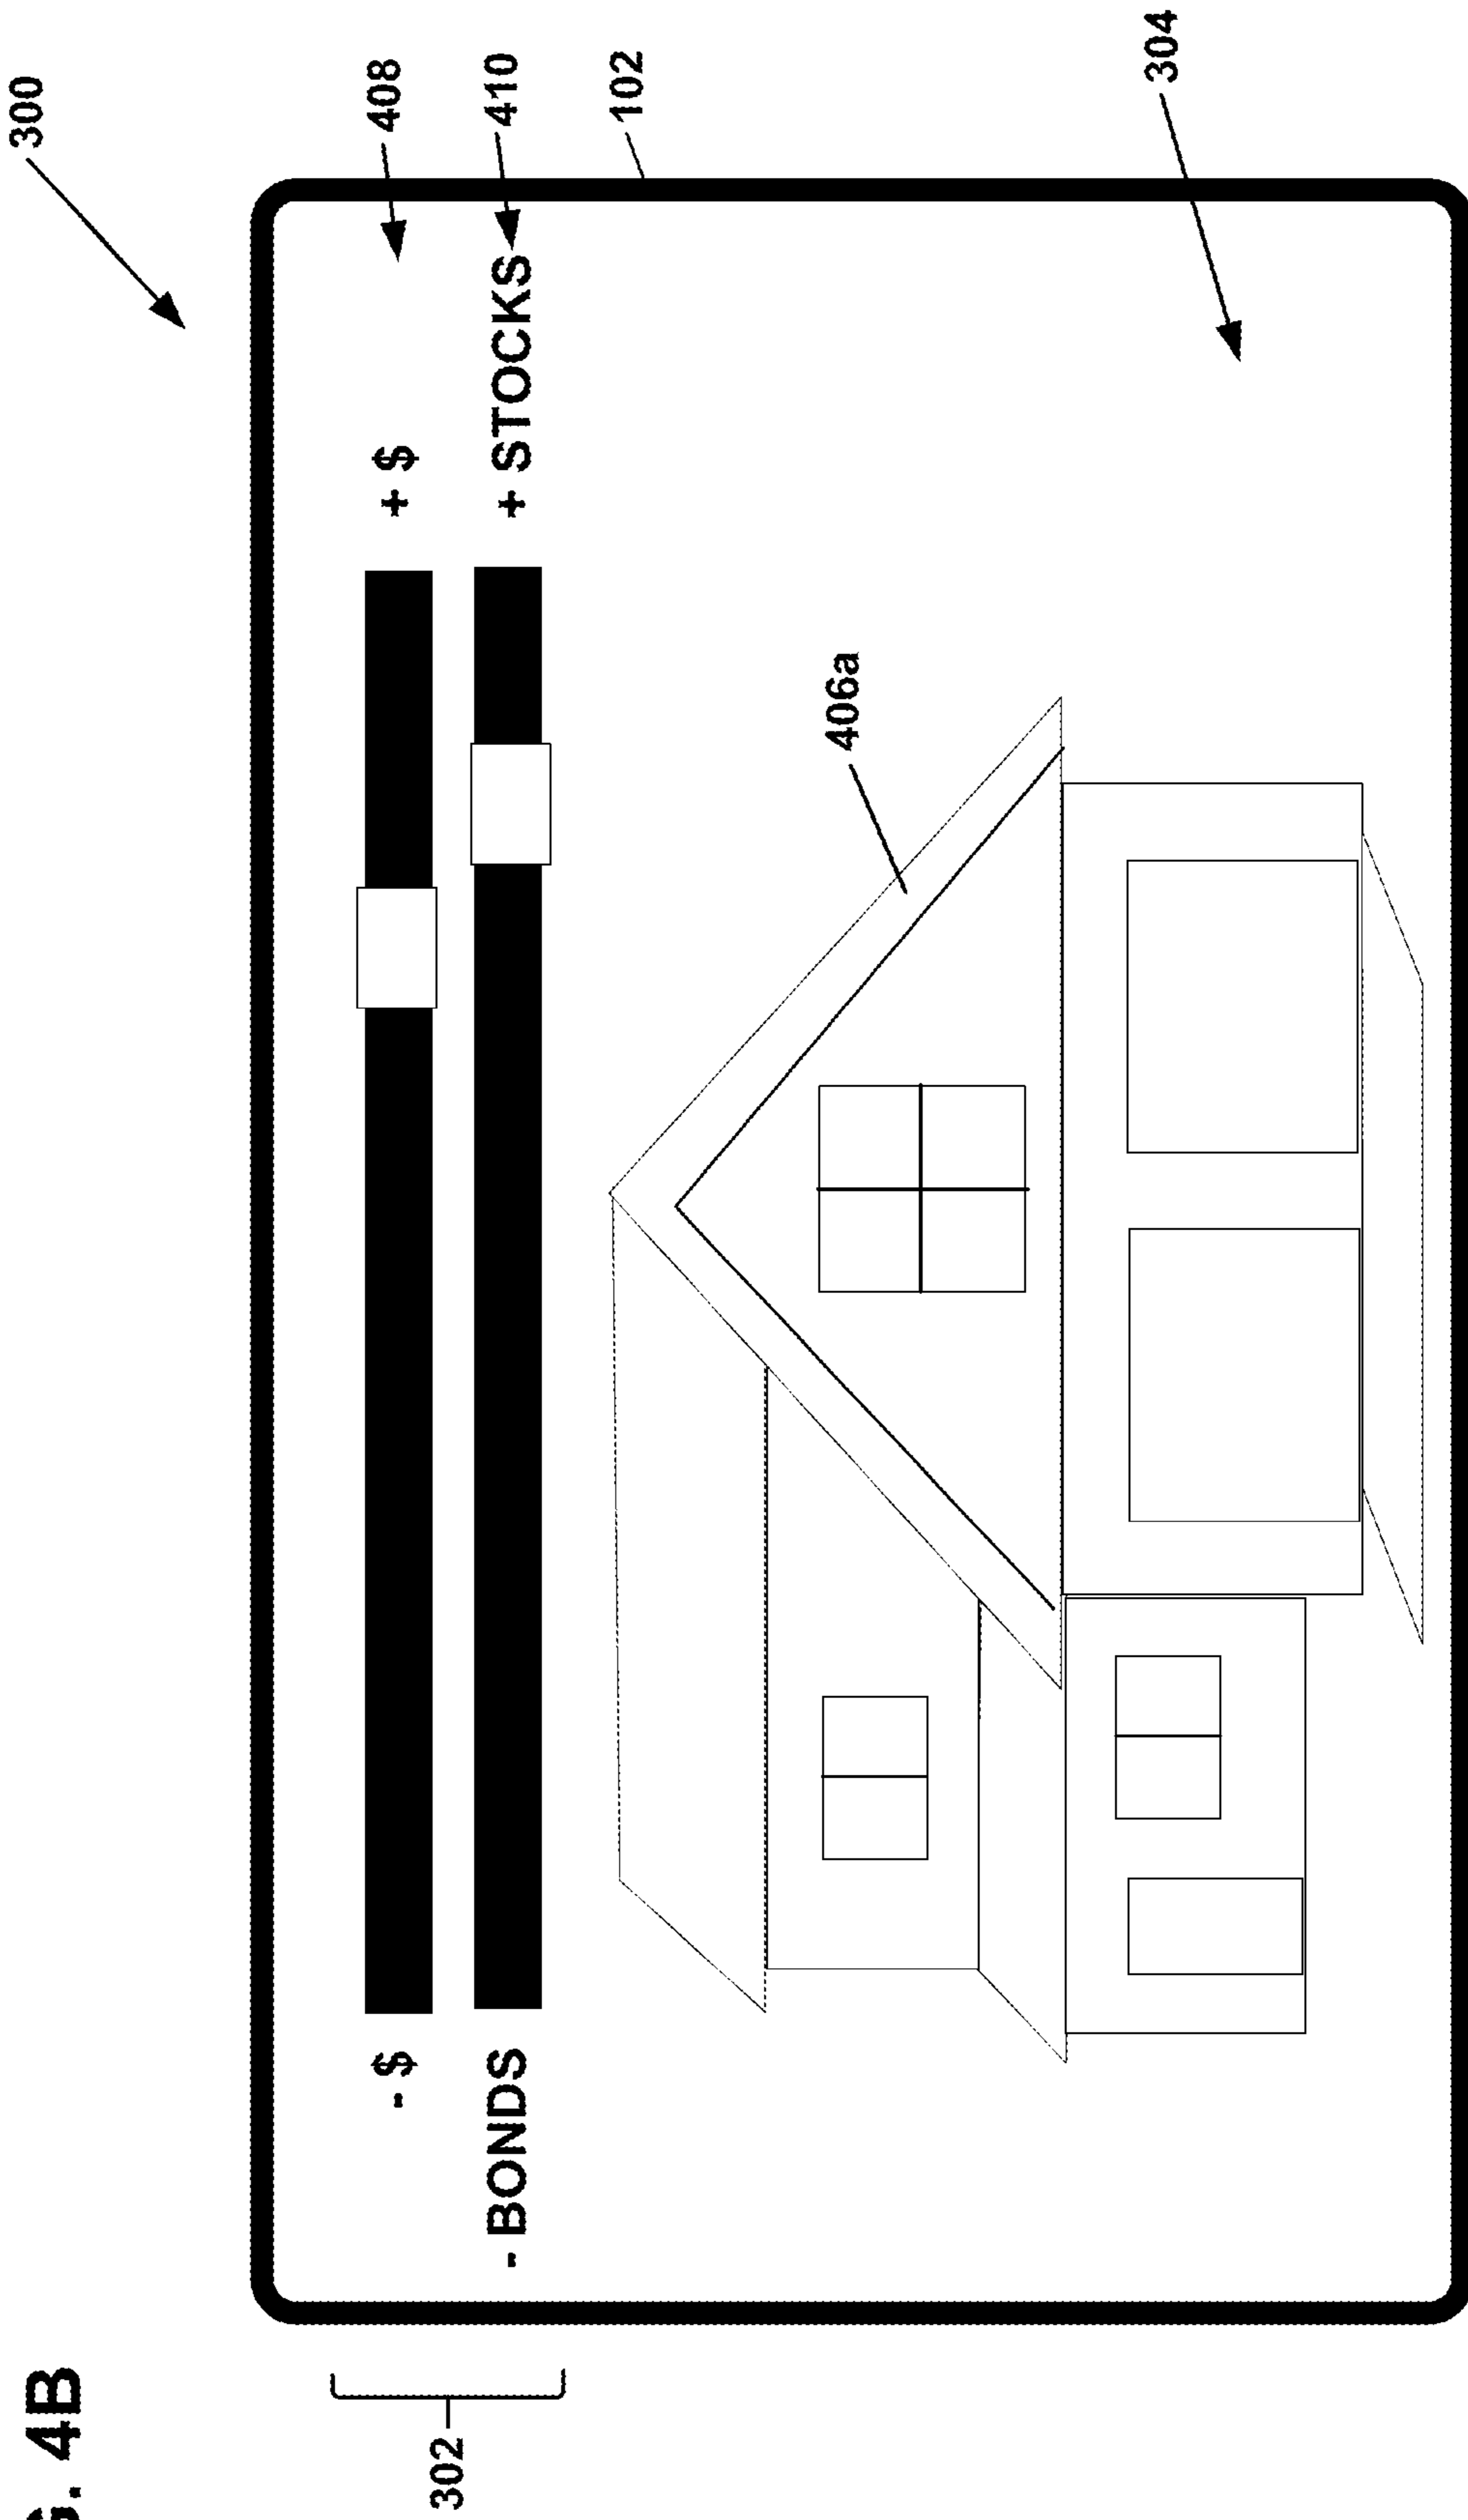 G. 4B
300
- $ + $ 408
302
- BONDS + STOCKS 410
102
406a
304